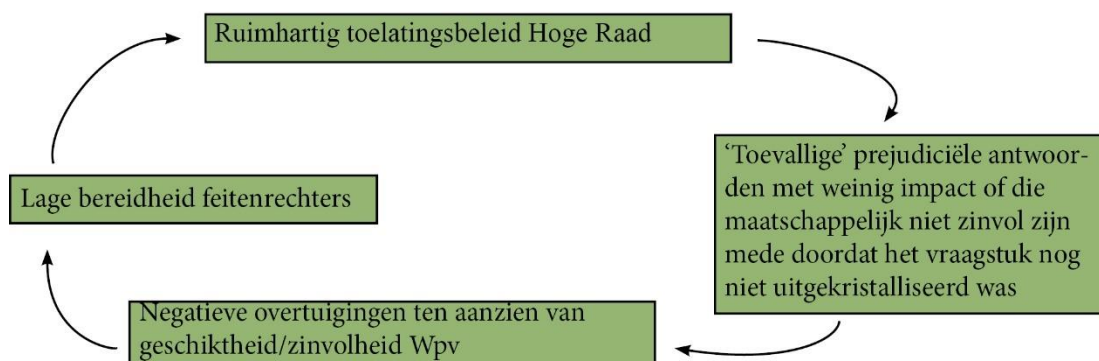 Ruimhartig toelatingsbeleid Hoge Raad
‘Toevallige’ prejudiciële antwoor-
den met weinig impact of die
maatschappelijk niet zinvol zijn
mede doordat het vraagstuk nog
niet uitgekristalliseerd was
Lage bereidheid feitenrechters
Negatieve overtuigingen ten aanzien van
geschiktheid/zinvolheid Wpv